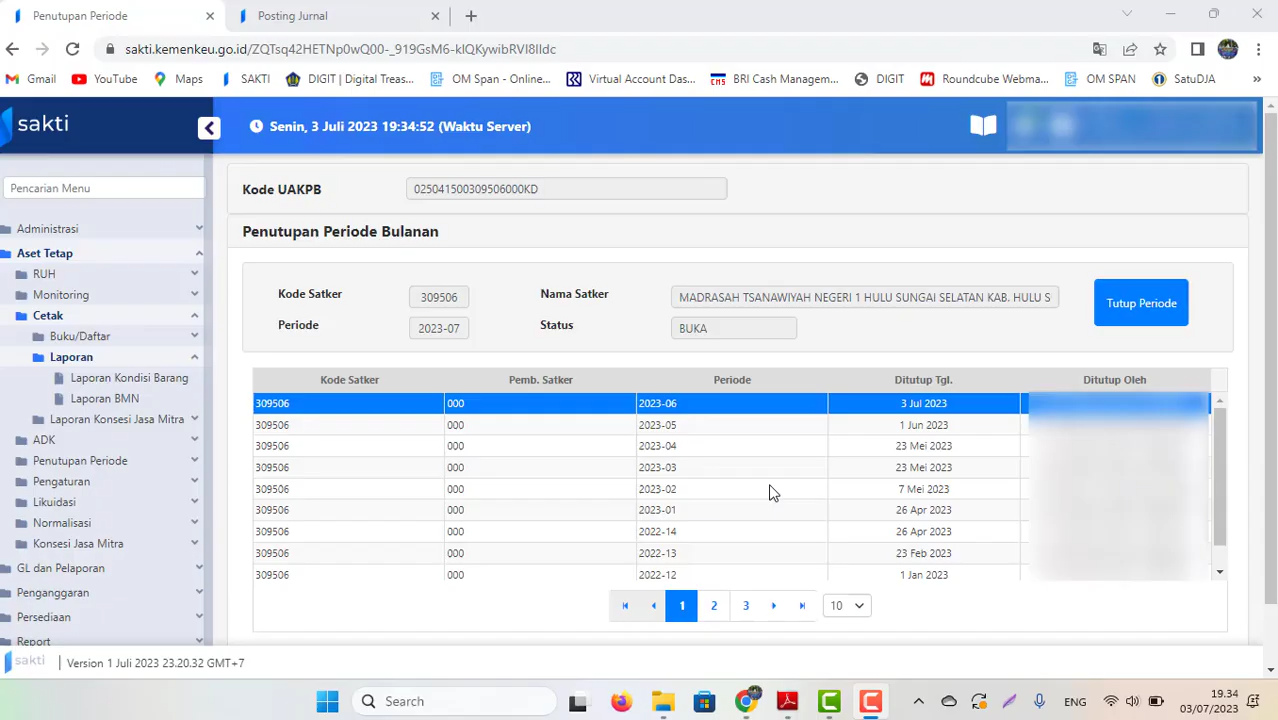 Penutupan Periode
Posting Jurnal
sakti.kemenkeu.go.id/ZQTsq42HETNp0wQ00-_919GsM6-klQKywibRVI8lldc
Gmail YouTube Maps SAKTI DIGIT | Digital Treas... OM Span - Online... Virtual Account Das... CMS BRI Cash Managem... DIGIT Roundcube Webma... OM SPAN SatuDJA »
sakti
Senin, 3 Juli 2023 19:34:52 (Waktu Server)
Pencarian Menu
Administrasi
Aset Tetap
RUH
Monitoring
Cetak
Buku/Daftar
Laporan
Laporan Kondisi Barang
Laporan BMN
Laporan Konsesi Jasa Mitra
ADK
Penutupan Periode
Pengaturan
Likuidasi
Normalisasi
Konsesi Jasa Mitra
GL dan Pelaporan
Penganggaran
Persediaan
Report
Kode UAKPB 025041500309506000KD
Penutupan Periode Bulanan
Kode Satker 309506 Nama Satker MADRASAH TSANAWIYAH NEGERI 1 HULU SUNGAI SELATAN KAB. HULU S
Periode 2023-07 Status BUKA
Tutup Periode
Kode Satker Pemb. Satker Periode Ditutup Tgl. Ditutup Oleh
309506 000 2023-06 3 Jul 2023
309506 000 2023-05 1 Jun 2023
309506 000 2023-04 23 Mei 2023
309506 000 2023-03 23 Mei 2023
309506 000 2023-02 7 Mei 2023
309506 000 2023-01 26 Apr 2023
309506 000 2022-14 26 Apr 2023
309506 000 2022-13 23 Feb 2023
309506 000 2022-12 1 Jan 2023
1 2 3 10
sakti | Version 1 Juli 2023 23.20.32 GMT+7
Search
ENG
19.34
03/07/2023